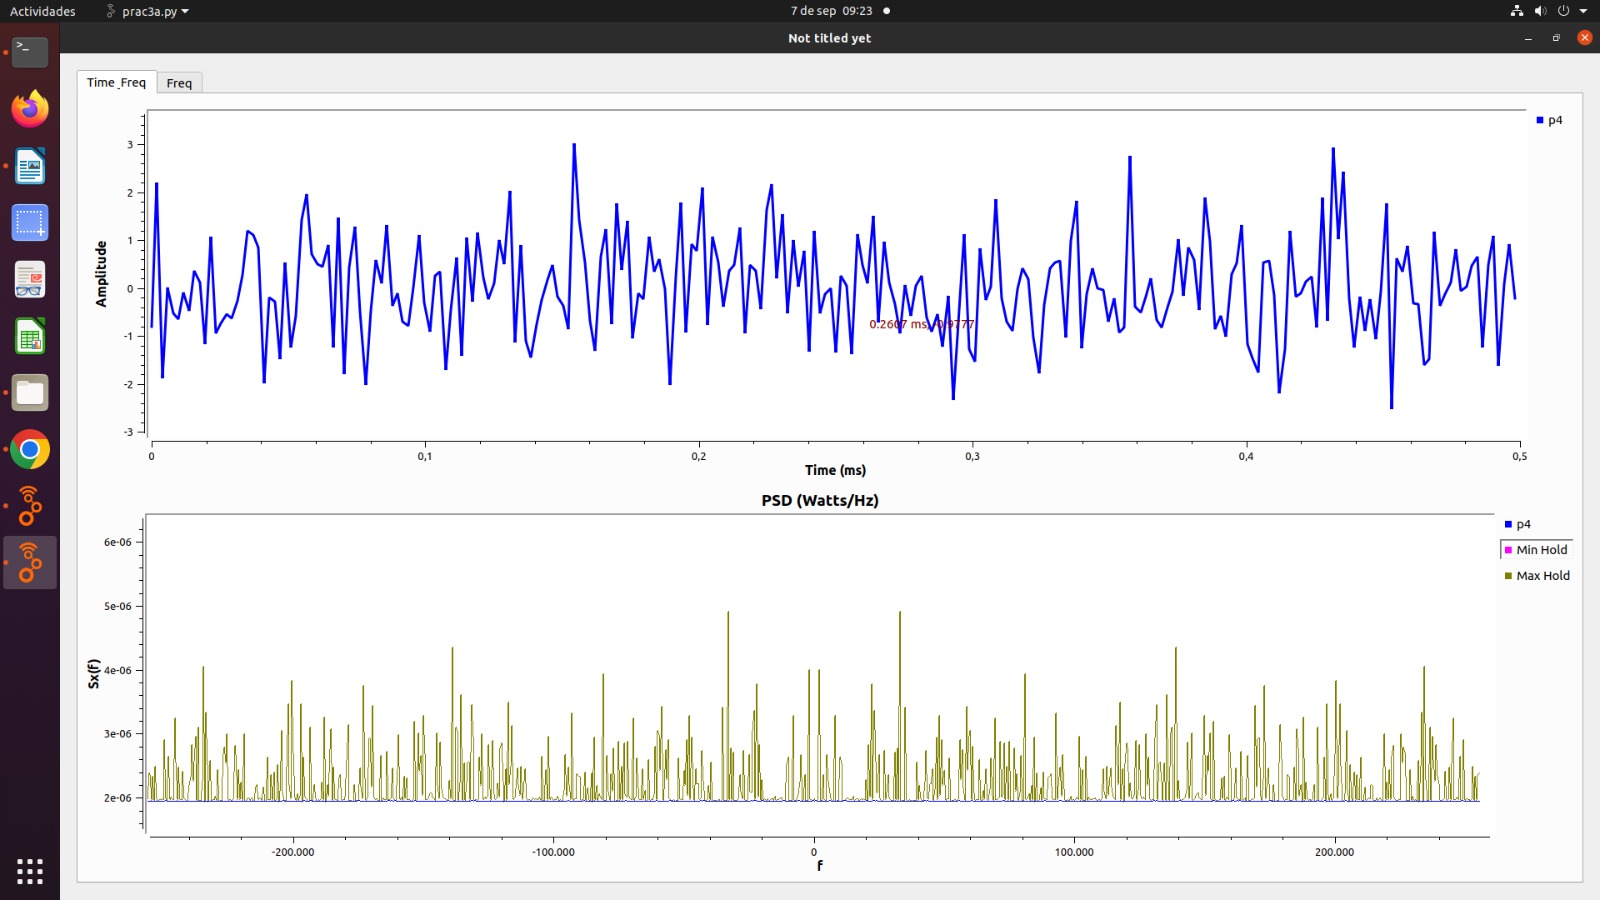 Actividades
prac3a.py
7 de sep 09:23
Not titled yet
Time_Freq
Freq
p4
3
2
1
0
-1
-2
-3
Amplitude
0.2607 ms, -0.9777
0
0,1
0,2
0,3
0,4
0,5
Time (ms)
PSD (Watts/Hz)
p4
Min Hold
Max Hold
6e-06
5e-06
4e-06
3e-06
2e-06
Sx(f)
-200.000
-100.000
0
100.000
200.000
f